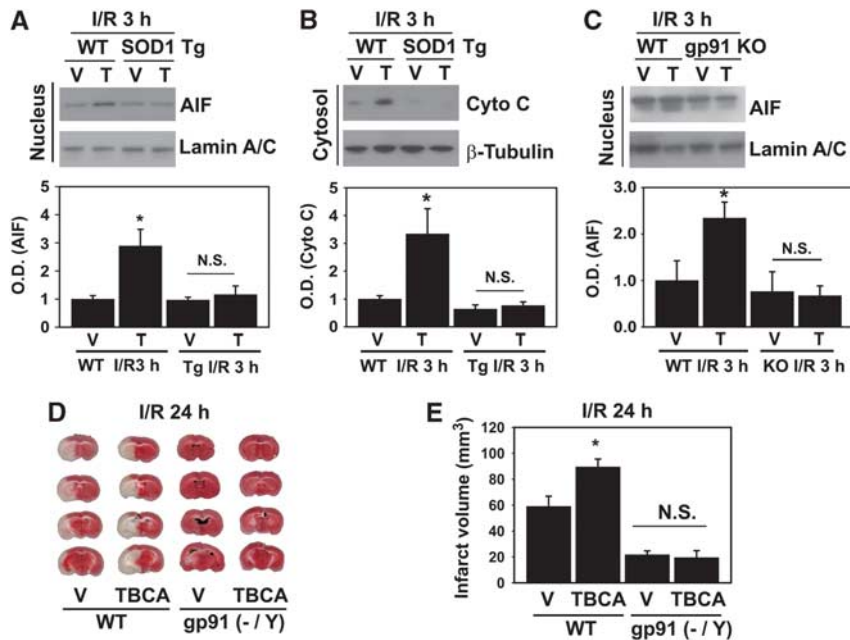 A
I/R 3 h
WT SOD1 Tg
V T V T
Nucleus
AIF
Lamin A/C
O.D. (AIF)
5
4
3
2
1
0
*
N.S.
V T V T
WT I/R3 h Tg I/R 3 h
B
I/R 3 h
WT SOD1 Tg
V T V T
Cytosol
Cyto C
β-Tubulin
O.D. (Cyto C)
5
4
3
2
1
0
*
N.S.
V T V T
WT I/R 3 h Tg I/R 3 h
C
I/R 3 h
WT gp91 KO
V T V T
Nucleus
AIF
Lamin A/C
O.D. (AIF)
3.0
2.0
1.0
0.0
*
N.S.
V T V T
WT I/R 3 h KO I/R 3 h
D
I/R 24 h
V TBCA V TBCA
WT gp91 (- / Y)
E
I/R 24 h
Infarct volume (mm³)
120
100
80
60
40
20
0
*
N.S.
V TBCA V TBCA
WT gp91 (- / Y)